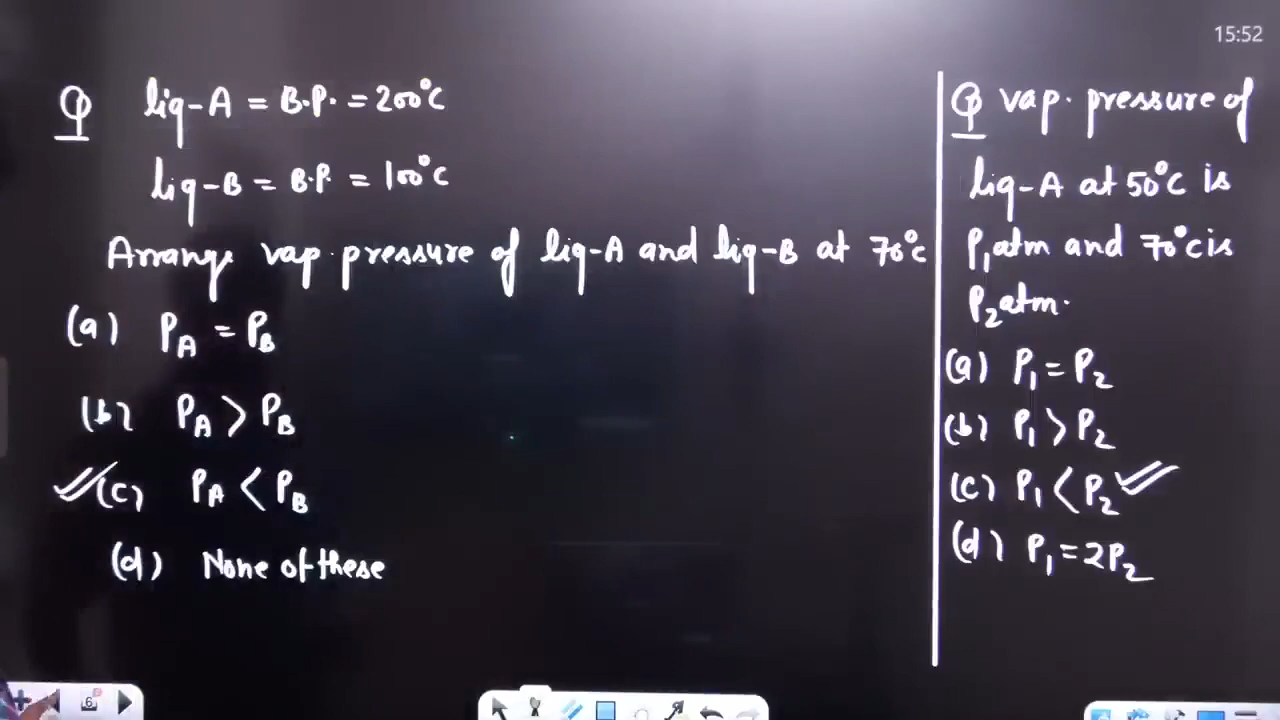 15:52
Q liq-A = B.P. = 200°C
liq-B = B.P. = 100°C
Arrange vap. pressure of liq-A and liq-B at 70°C
(a) PA = PB
(b) PA > PB
(c) PA < PB
(d) None of these
Q vap. pressure of
liq-A at 50°C is
P1 atm and 70°C is
P2 atm.
(a) P1 = P2
(b) P1 > P2
(c) P1 < P2
(d) P1 = 2P2
6